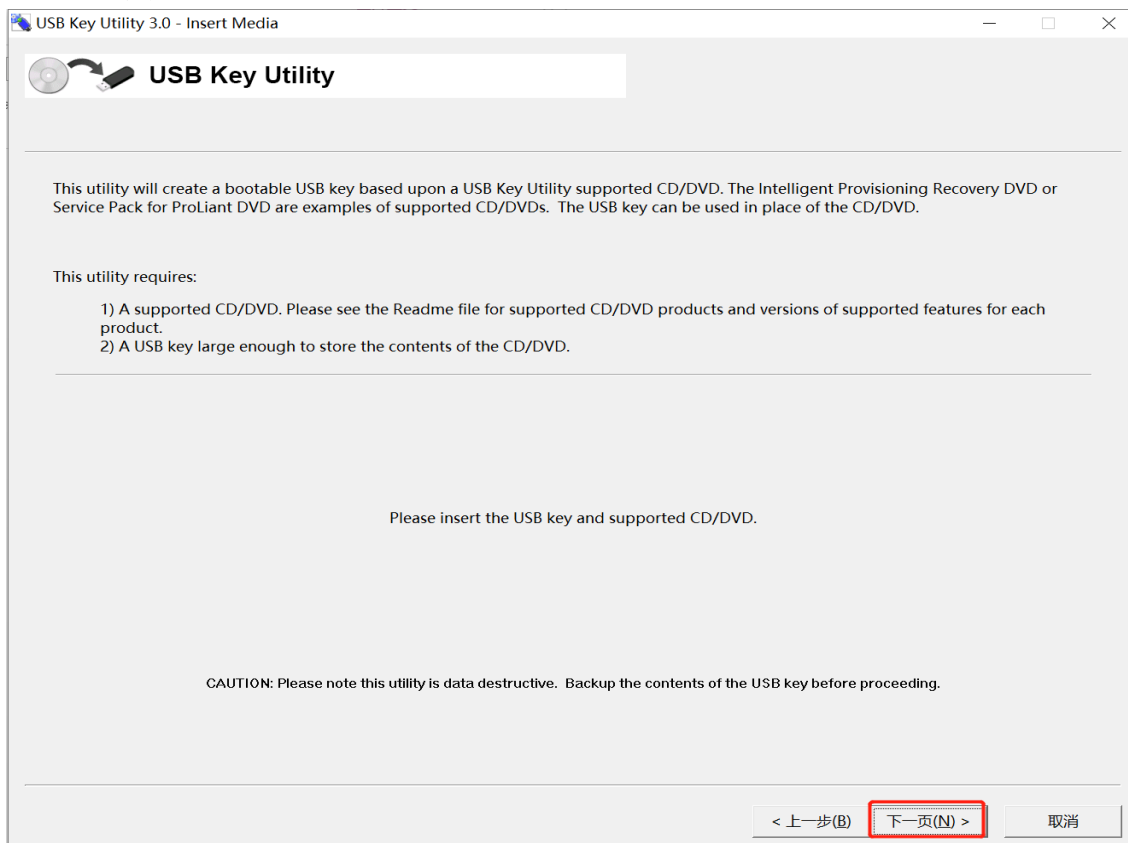 USB Key Utility 3.0 - Insert Media
USB Key Utility
This utility will create a bootable USB key based upon a USB Key Utility supported CD/DVD. The Intelligent Provisioning Recovery DVD or
Service Pack for ProLiant DVD are examples of supported CD/DVDs.  The USB key can be used in place of the CD/DVD.
This utility requires:
1) A supported CD/DVD. Please see the Readme file for supported CD/DVD products and versions of supported features for each
product.
2) A USB key large enough to store the contents of the CD/DVD.
Please insert the USB key and supported CD/DVD.
CAUTION: Please note this utility is data destructive.  Backup the contents of the USB key before proceeding.
< 上一步(B) 下一页(N) > 取消